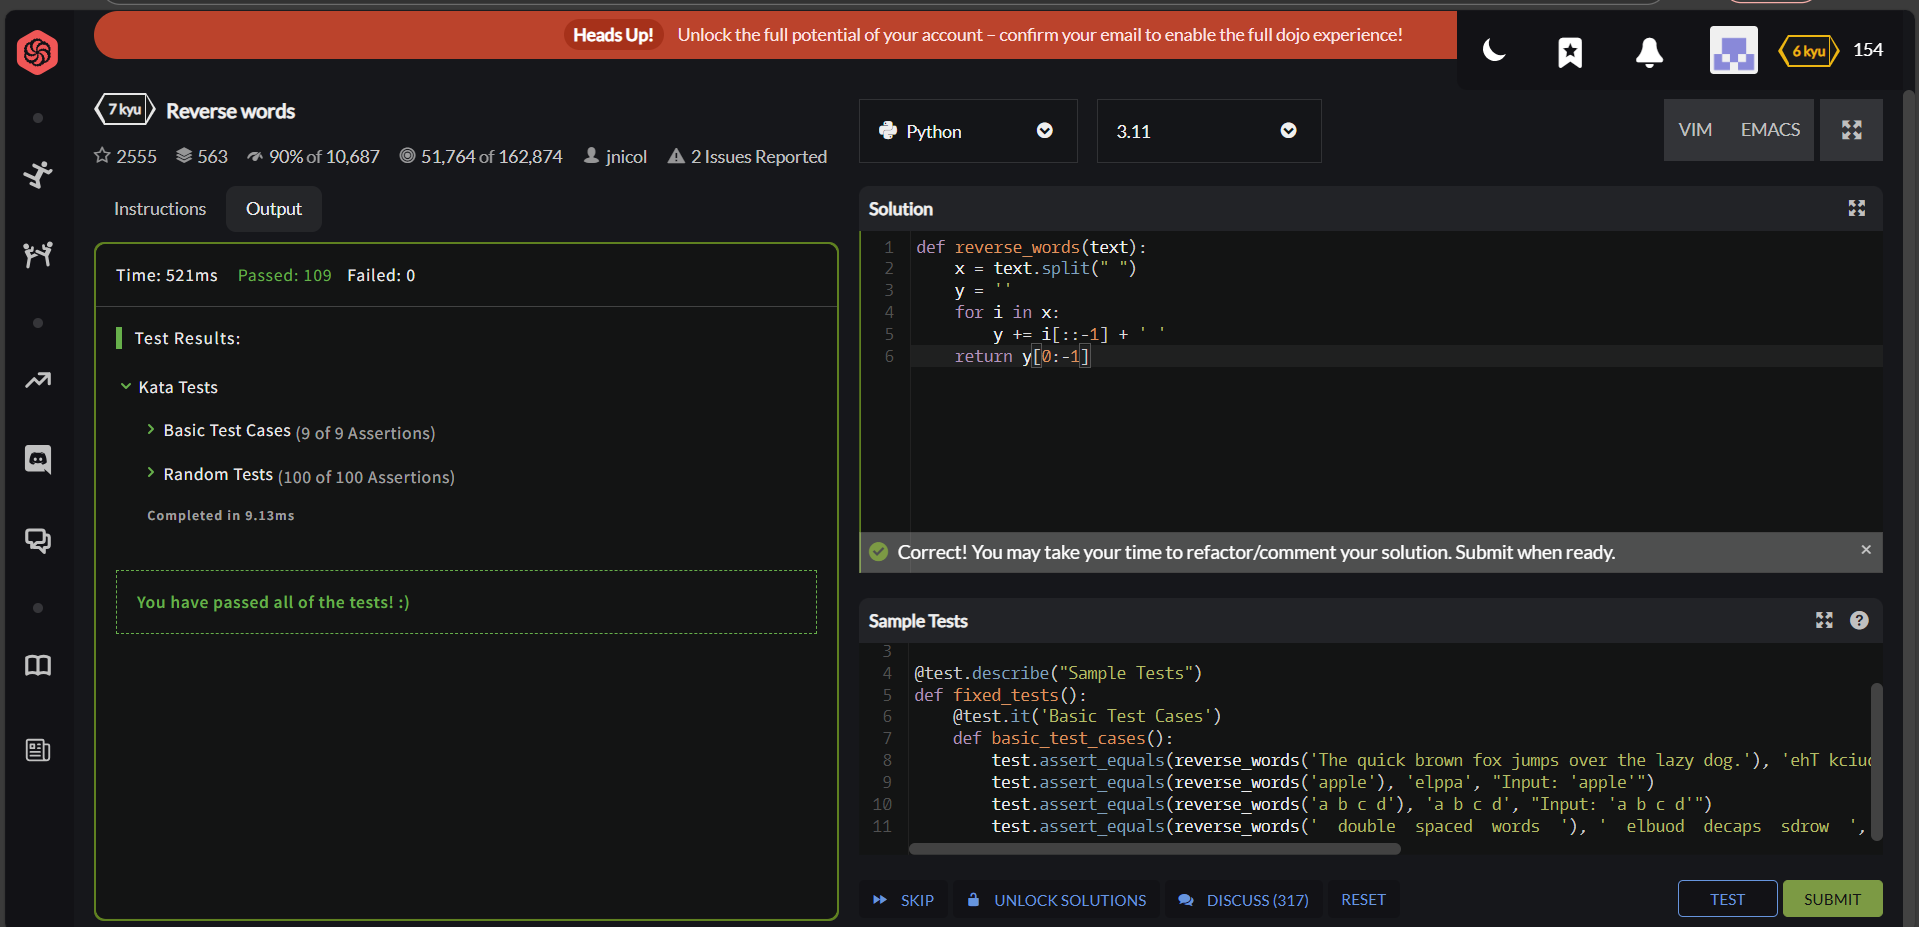 Heads Up! Unlock the full potential of your account – confirm your email to enable the full dojo experience!
6 kyu 154
7 kyu Reverse words
2555 563 90% of 10,687 51,764 of 162,874 jnicol 2 Issues Reported
Instructions Output
Time: 521ms Passed: 109 Failed: 0
Test Results:
Kata Tests
Basic Test Cases (9 of 9 Assertions)
Random Tests (100 of 100 Assertions)
Completed in 9.13ms
You have passed all of the tests! :)
Python 3.11 VIM EMACS
Solution
1 def reverse_words(text):
2 x = text.split(" ")
3 y = ''
4 for i in x:
5 y += i[::-1] + ' '
6 return y[0:-1]
Correct! You may take your time to refactor/comment your solution. Submit when ready. ×
Sample Tests ?
3
4 @test.describe("Sample Tests")
5 def fixed_tests():
6 @test.it('Basic Test Cases')
7 def basic_test_cases():
8 test.assert_equals(reverse_words('The quick brown fox jumps over the lazy dog.'), 'ehT kciu
9 test.assert_equals(reverse_words('apple'), 'elppa', "Input: 'apple'")
10 test.assert_equals(reverse_words('a b c d'), 'a b c d', "Input: 'a b c d'")
11 test.assert_equals(reverse_words('  double  spaced  words  '), '  elbuod  decaps  sdrow  ',
SKIP UNLOCK SOLUTIONS DISCUSS (317) RESET TEST SUBMIT